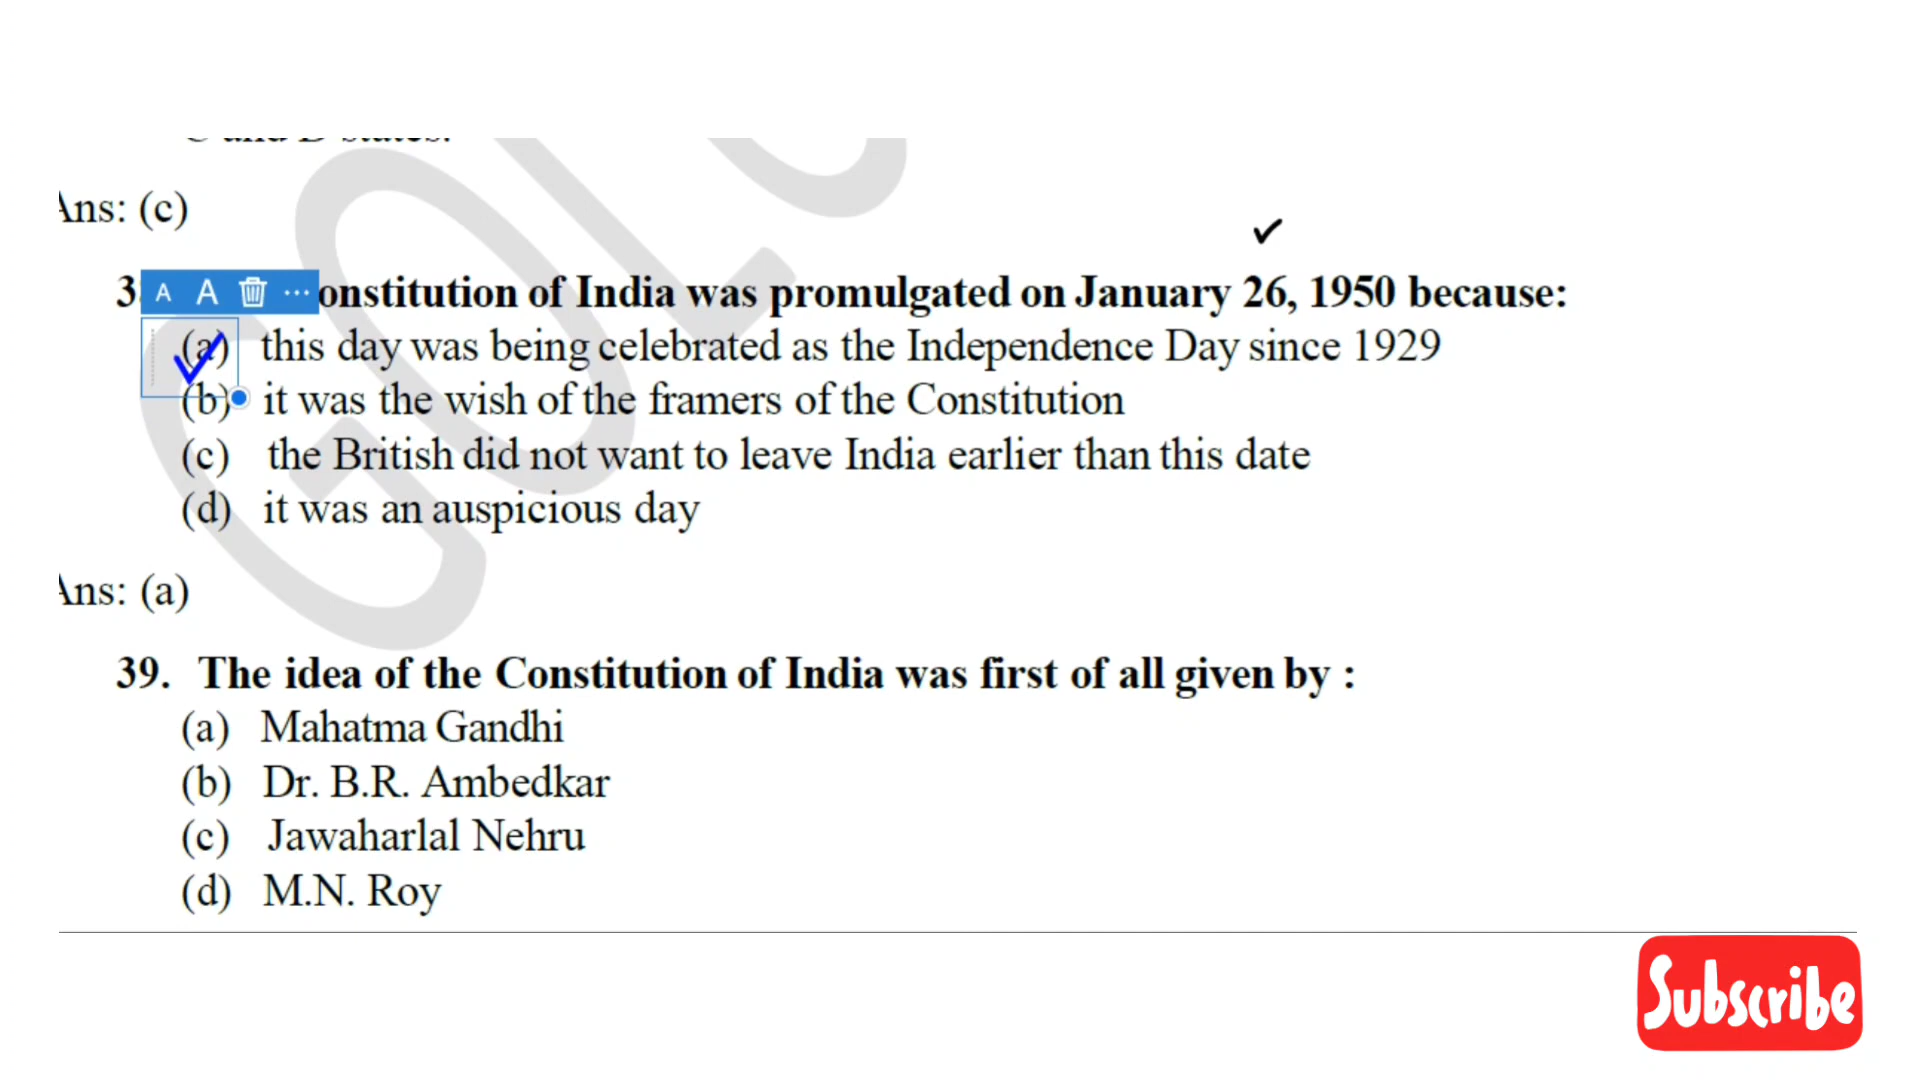 Ans: (c)
3 A A ... onstitution of India was promulgated on January 26, 1950 because:
(a) this day was being celebrated as the Independence Day since 1929
(b) it was the wish of the framers of the Constitution
(c) the British did not want to leave India earlier than this date
(d) it was an auspicious day
Ans: (a)
39. The idea of the Constitution of India was first of all given by :
(a) Mahatma Gandhi
(b) Dr. B.R. Ambedkar
(c) Jawaharlal Nehru
(d) M.N. Roy
Subscribe